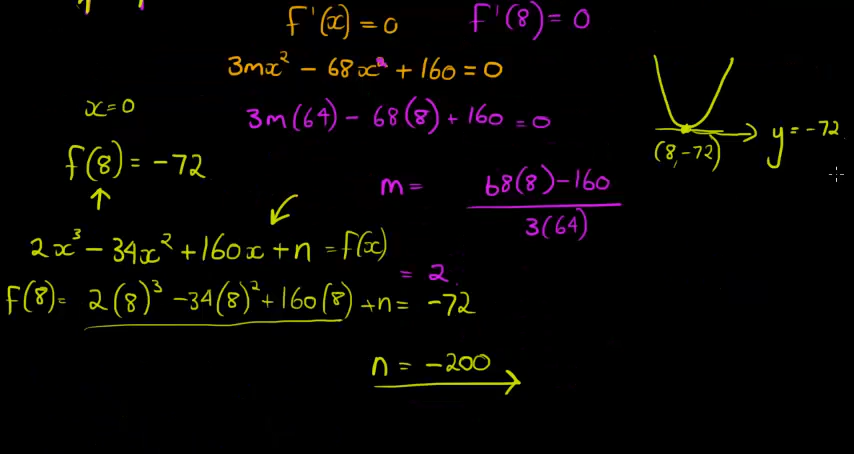 f'(x) = 0
f'(8) = 0
3mx² - 68x + 160 = 0
x = 0
3m(64) - 68(8) + 160 = 0
(8, -72)
y = -72
f(8) = -72
m = (68(8) - 160) / 3(64)
2x³ - 34x² + 160x + n = f(x)
= 2
f(8) = 2(8)³ - 34(8)² + 160(8) + n = -72
n = -200